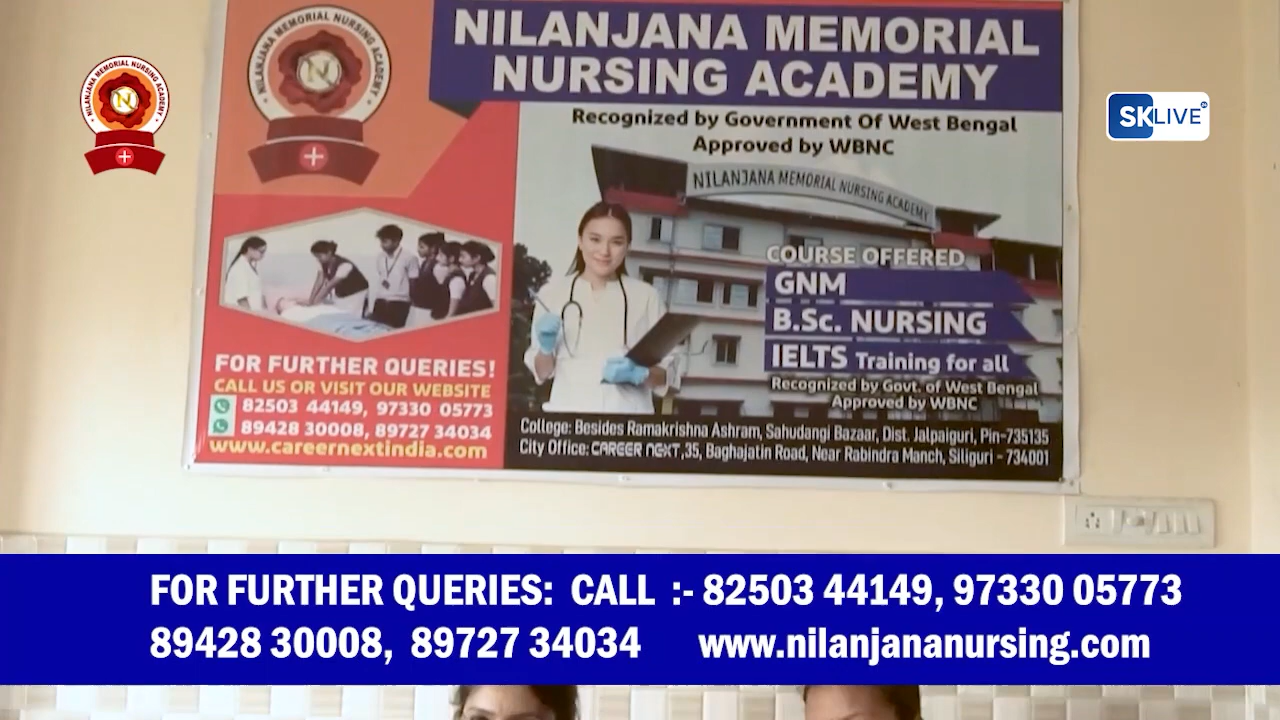 NILANJANA MEMORIAL NURSING ACADEMY
N
NILANJANA MEMORIAL NURSING ACADEMY
N
NILANJANA MEMORIAL
NURSING ACADEMY
SKLIVE
Recognized by Government Of West Bengal
Approved by WBNC
NILANJANA MEMORIAL NURSING ACADEMY
COURSE OFFERED
GNM
B.Sc. NURSING
IELTS Training for all
Recognized by Govt. of West Bengal
Approved by WBNC
FOR FURTHER QUERIES!
CALL US OR VISIT OUR WEBSITE
82503 44149, 97330 05773
89428 30008, 89727 34034
www.careernextindia.com
College: Besides Ramakrishna Ashram, Sahudangi Bazaar, Dist. Jalpaiguri, Pin-735135
City Office: CAREER NEXT,35, Baghajatin Road, Near Rabindra Manch, Siliguri - 734001
FOR FURTHER QUERIES: CALL :- 82503 44149, 97330 05773
89428 30008, 89727 34034 www.nilanjananursing.com